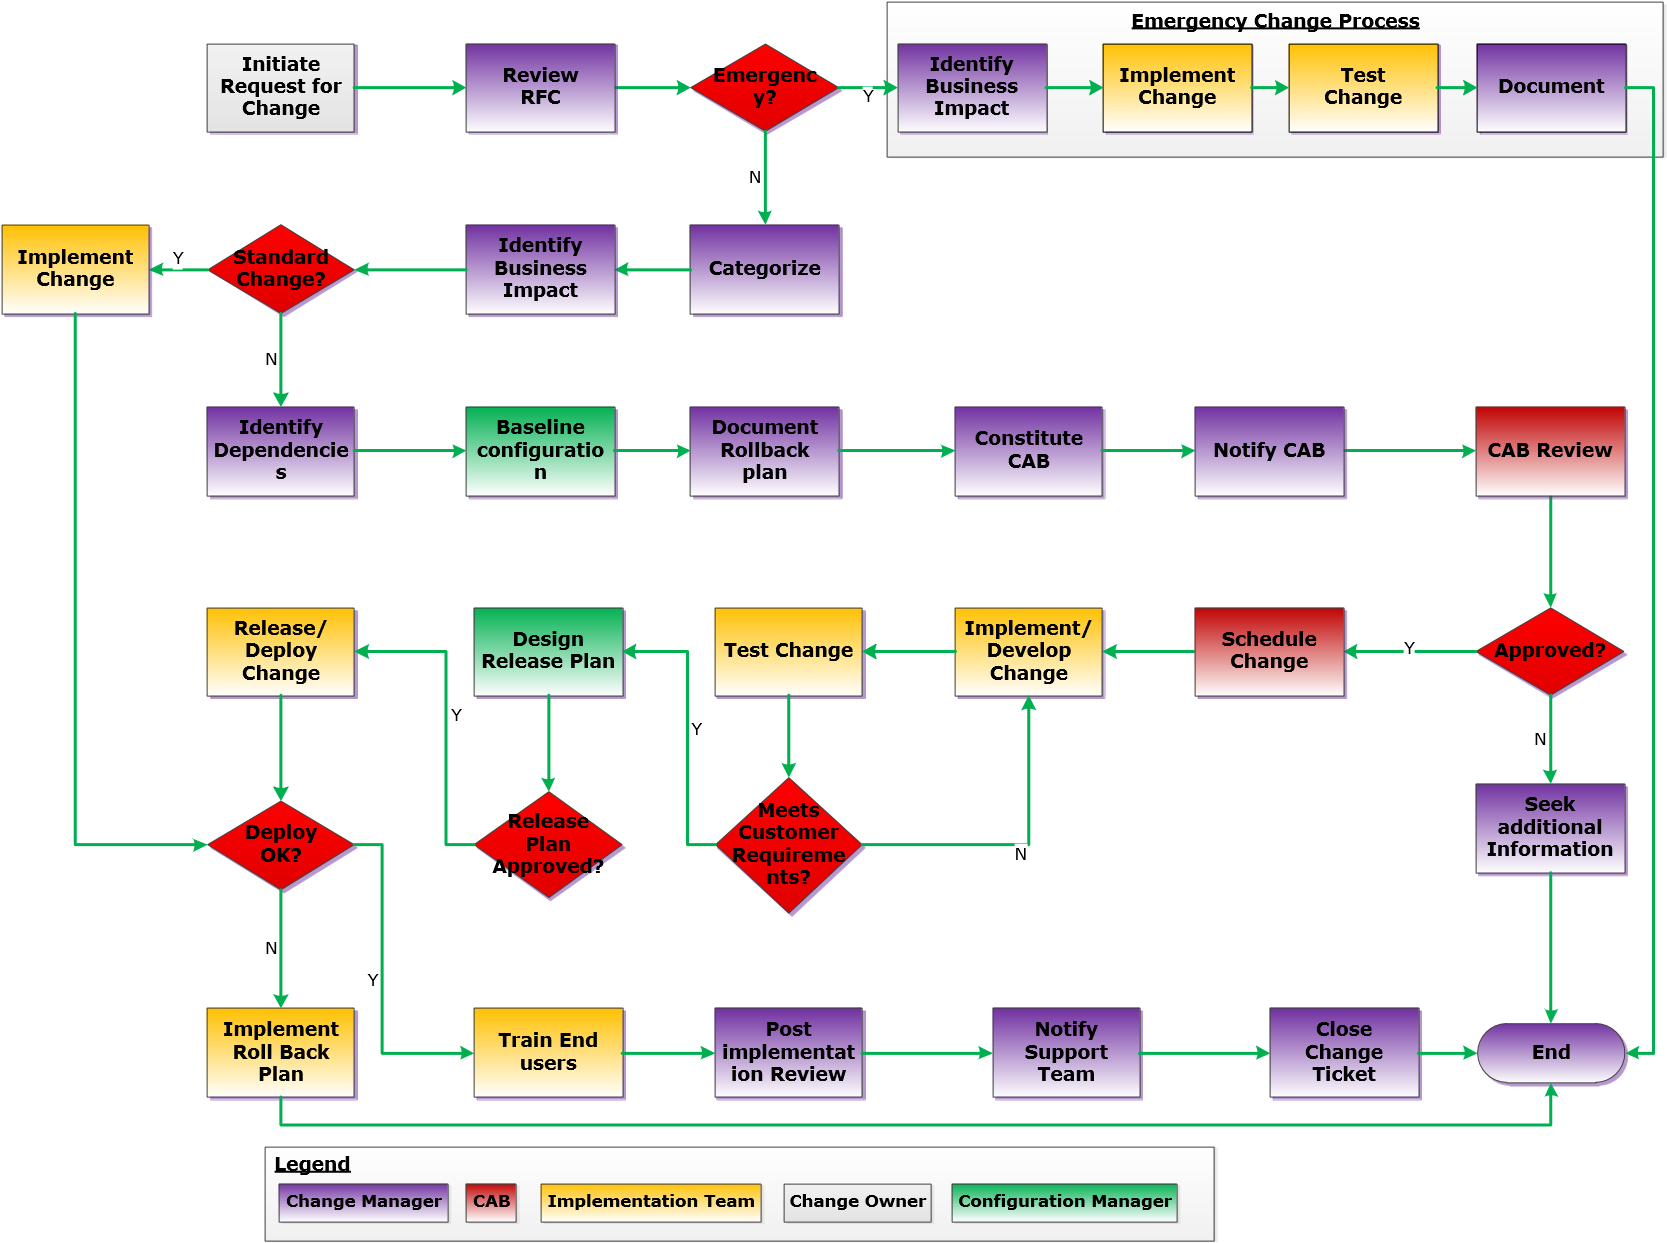 Emergency Change Process
Initiate
Request for
Change
Review
RFC
Emergenc
y?
Y
Identify
Business
Impact
Implement
Change
Test
Change
Document
N
Implement
Change
Y
Standard
Change?
Identify
Business
Impact
Categorize
N
Identify
Dependencie
s
Baseline
configuratio
n
Document
Rollback
plan
Constitute
CAB
Notify CAB
CAB Review
Release/
Deploy
Change
Design
Release Plan
Test Change
Implement/
Develop
Change
Schedule
Change
Y
Approved?
Y
Y
N
Deploy
OK?
Release
Plan
Approved?
Meets
Customer
Requireme
nts?
N
Seek
additional
Information
N
Y
Implement
Roll Back
Plan
Train End
users
Post
implementat
ion Review
Notify
Support
Team
Close
Change
Ticket
End
Legend
Change Manager
CAB
Implementation Team
Change Owner
Configuration Manager